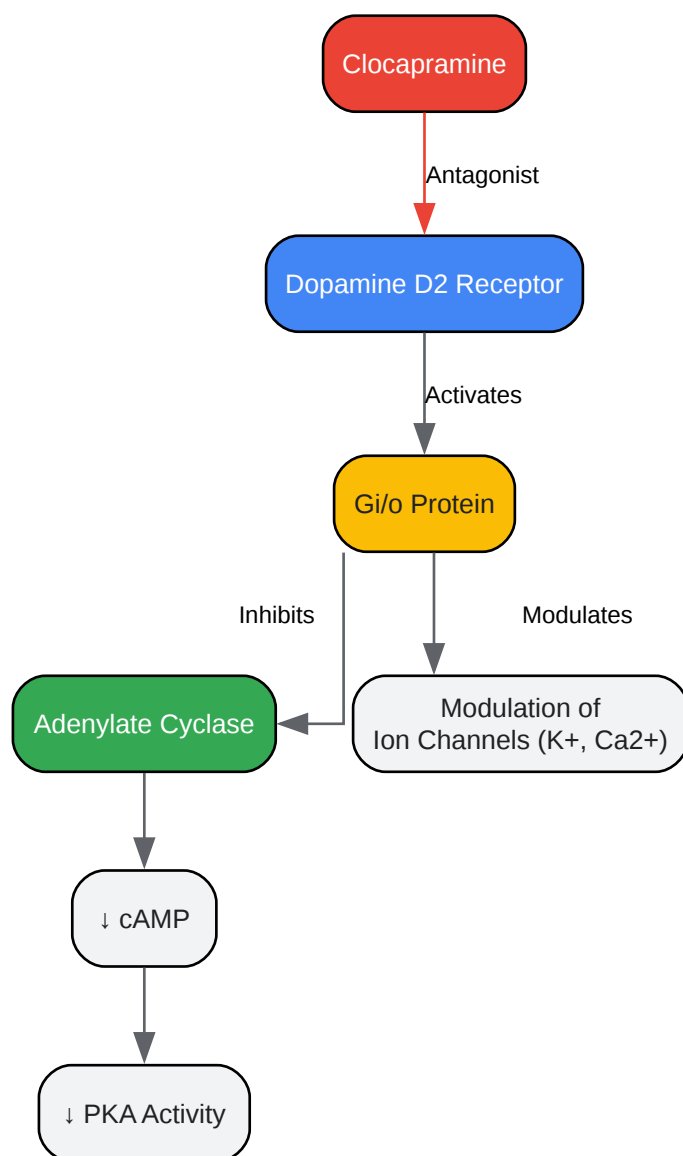 Clocapramine
Antagonist
Dopamine D2 Receptor
Activates
Gi/o Protein
Inhibits
Modulates
Adenylate Cyclase
Modulation of
Ion Channels (K+, Ca2+)
↓ cAMP
↓ PKA Activity